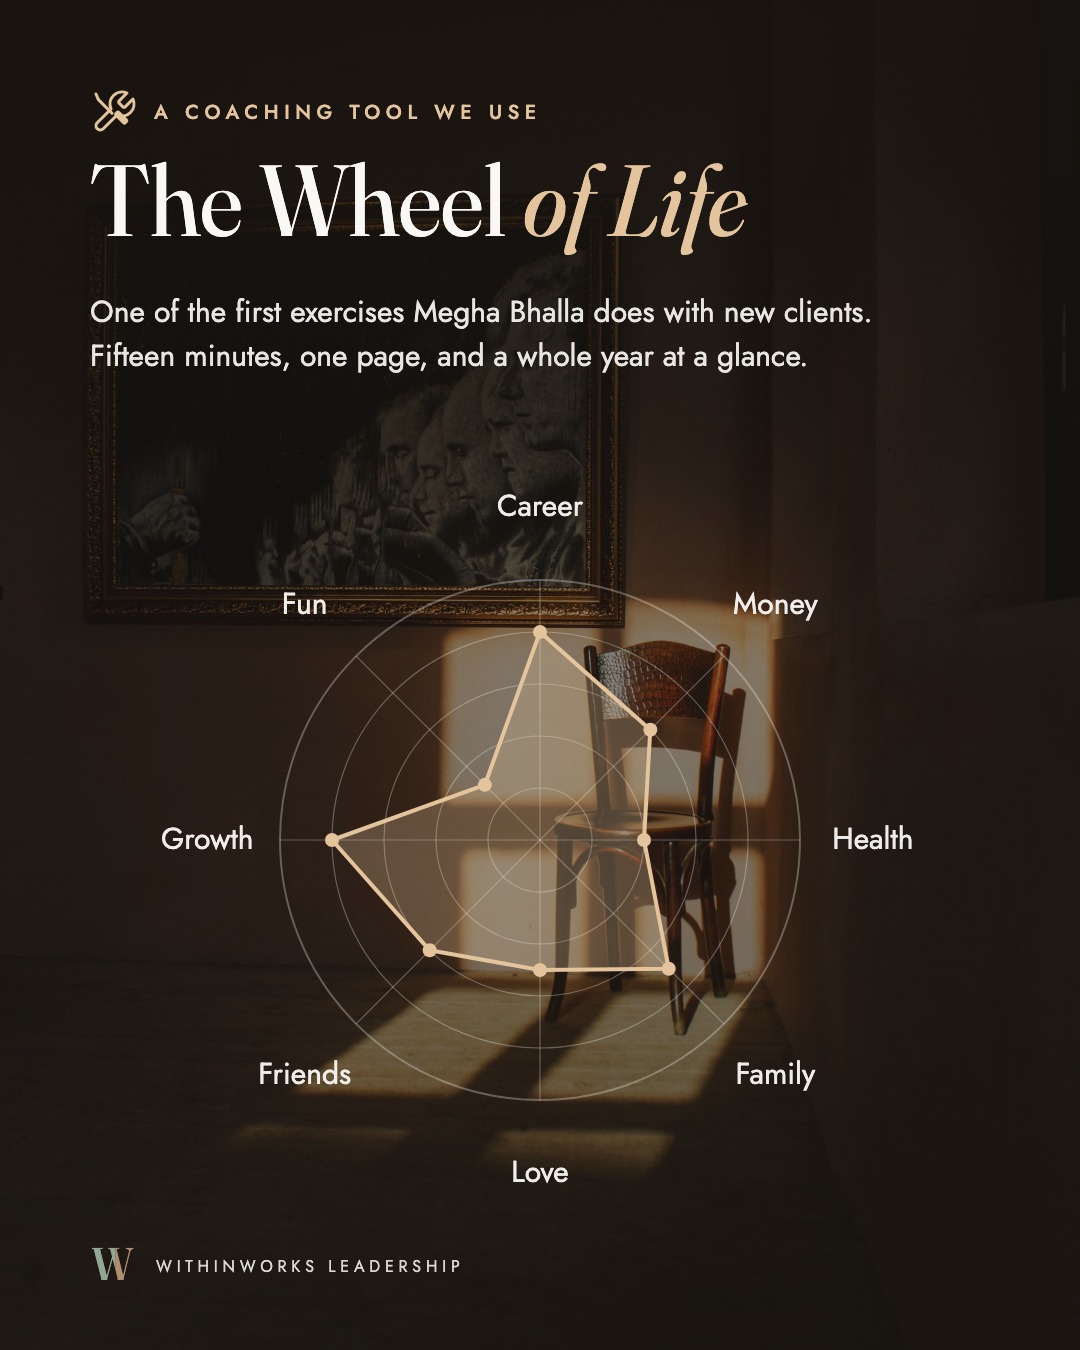 A COACHING TOOL WE USE
The Wheel of Life
One of the first exercises Megha Bhalla does with new clients.
Fifteen minutes, one page, and a whole year at a glance.
Career
Fun
Money
Growth
Health
Friends
Family
Love
W WITHINWORKS LEADERSHIP